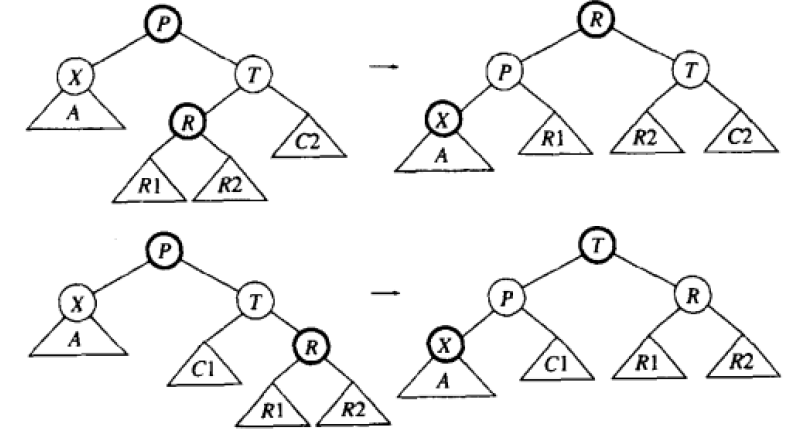 P R
X T → P T
A R C2 X R1 R2 C2
R1 R2 A
P T
X T → P R
A C1 R X C1 R1 R2
R1 R2 A